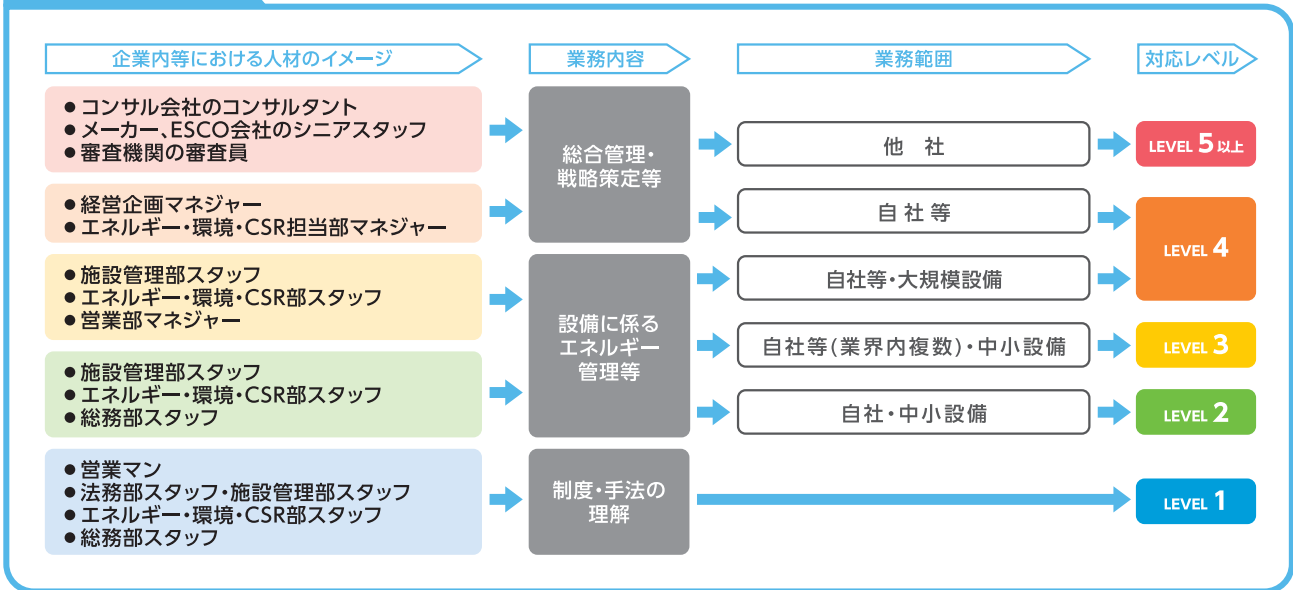 企業内等における人材のイメージ
業務内容
業務範囲
対応レベル
●コンサル会社のコンサルタント
●メーカー、ESCO会社のシニアスタッフ
●審査機関の審査員
●経営企画マネジャー
●エネルギー・環境・CSR担当部マネジャー
総合管理・
戦略策定等
他 社
LEVEL 5 以上
自社等
LEVEL 4
●施設管理部スタッフ
●エネルギー・環境・CSR部スタッフ
●営業部マネジャー
●施設管理部スタッフ
●エネルギー・環境・CSR部スタッフ
●総務部スタッフ
設備に係る
エネルギー
管理等
自社等・大規模設備
自社等(業界内複数)・中小設備
LEVEL 3
自社・中小設備
LEVEL 2
●営業マン
●法務部スタッフ・施設管理部スタッフ
●エネルギー・環境・CSR部スタッフ
●総務部スタッフ
制度・手法の
理解
LEVEL 1